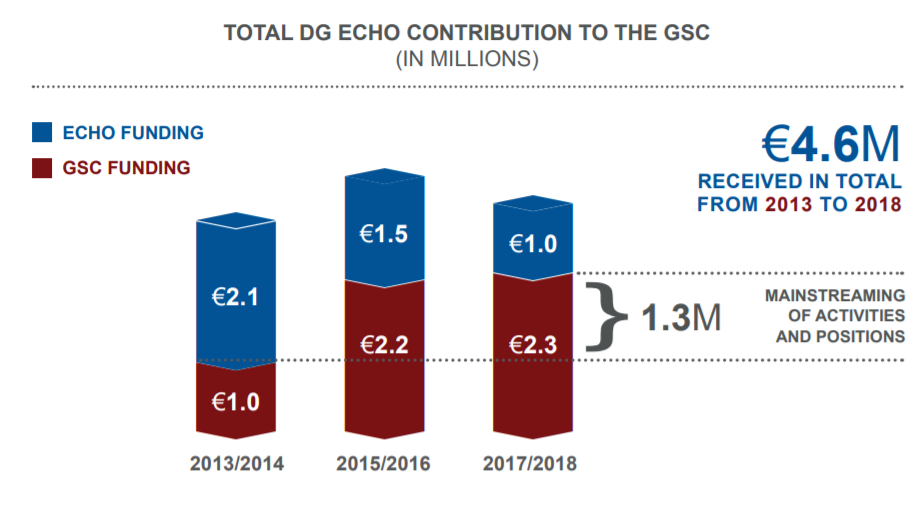 TOTAL DG ECHO CONTRIBUTION TO THE GSC
(IN MILLIONS)
ECHO FUNDING
GSC FUNDING
€4.6M
RECEIVED IN TOTAL
FROM 2013 TO 2018
€2.1
€1.0
€1.5
€2.2
€1.0
€2.3
1.3M
MAINSTREAMING
OF ACTIVITIES
AND POSITIONS
2013/2014
2015/2016
2017/2018